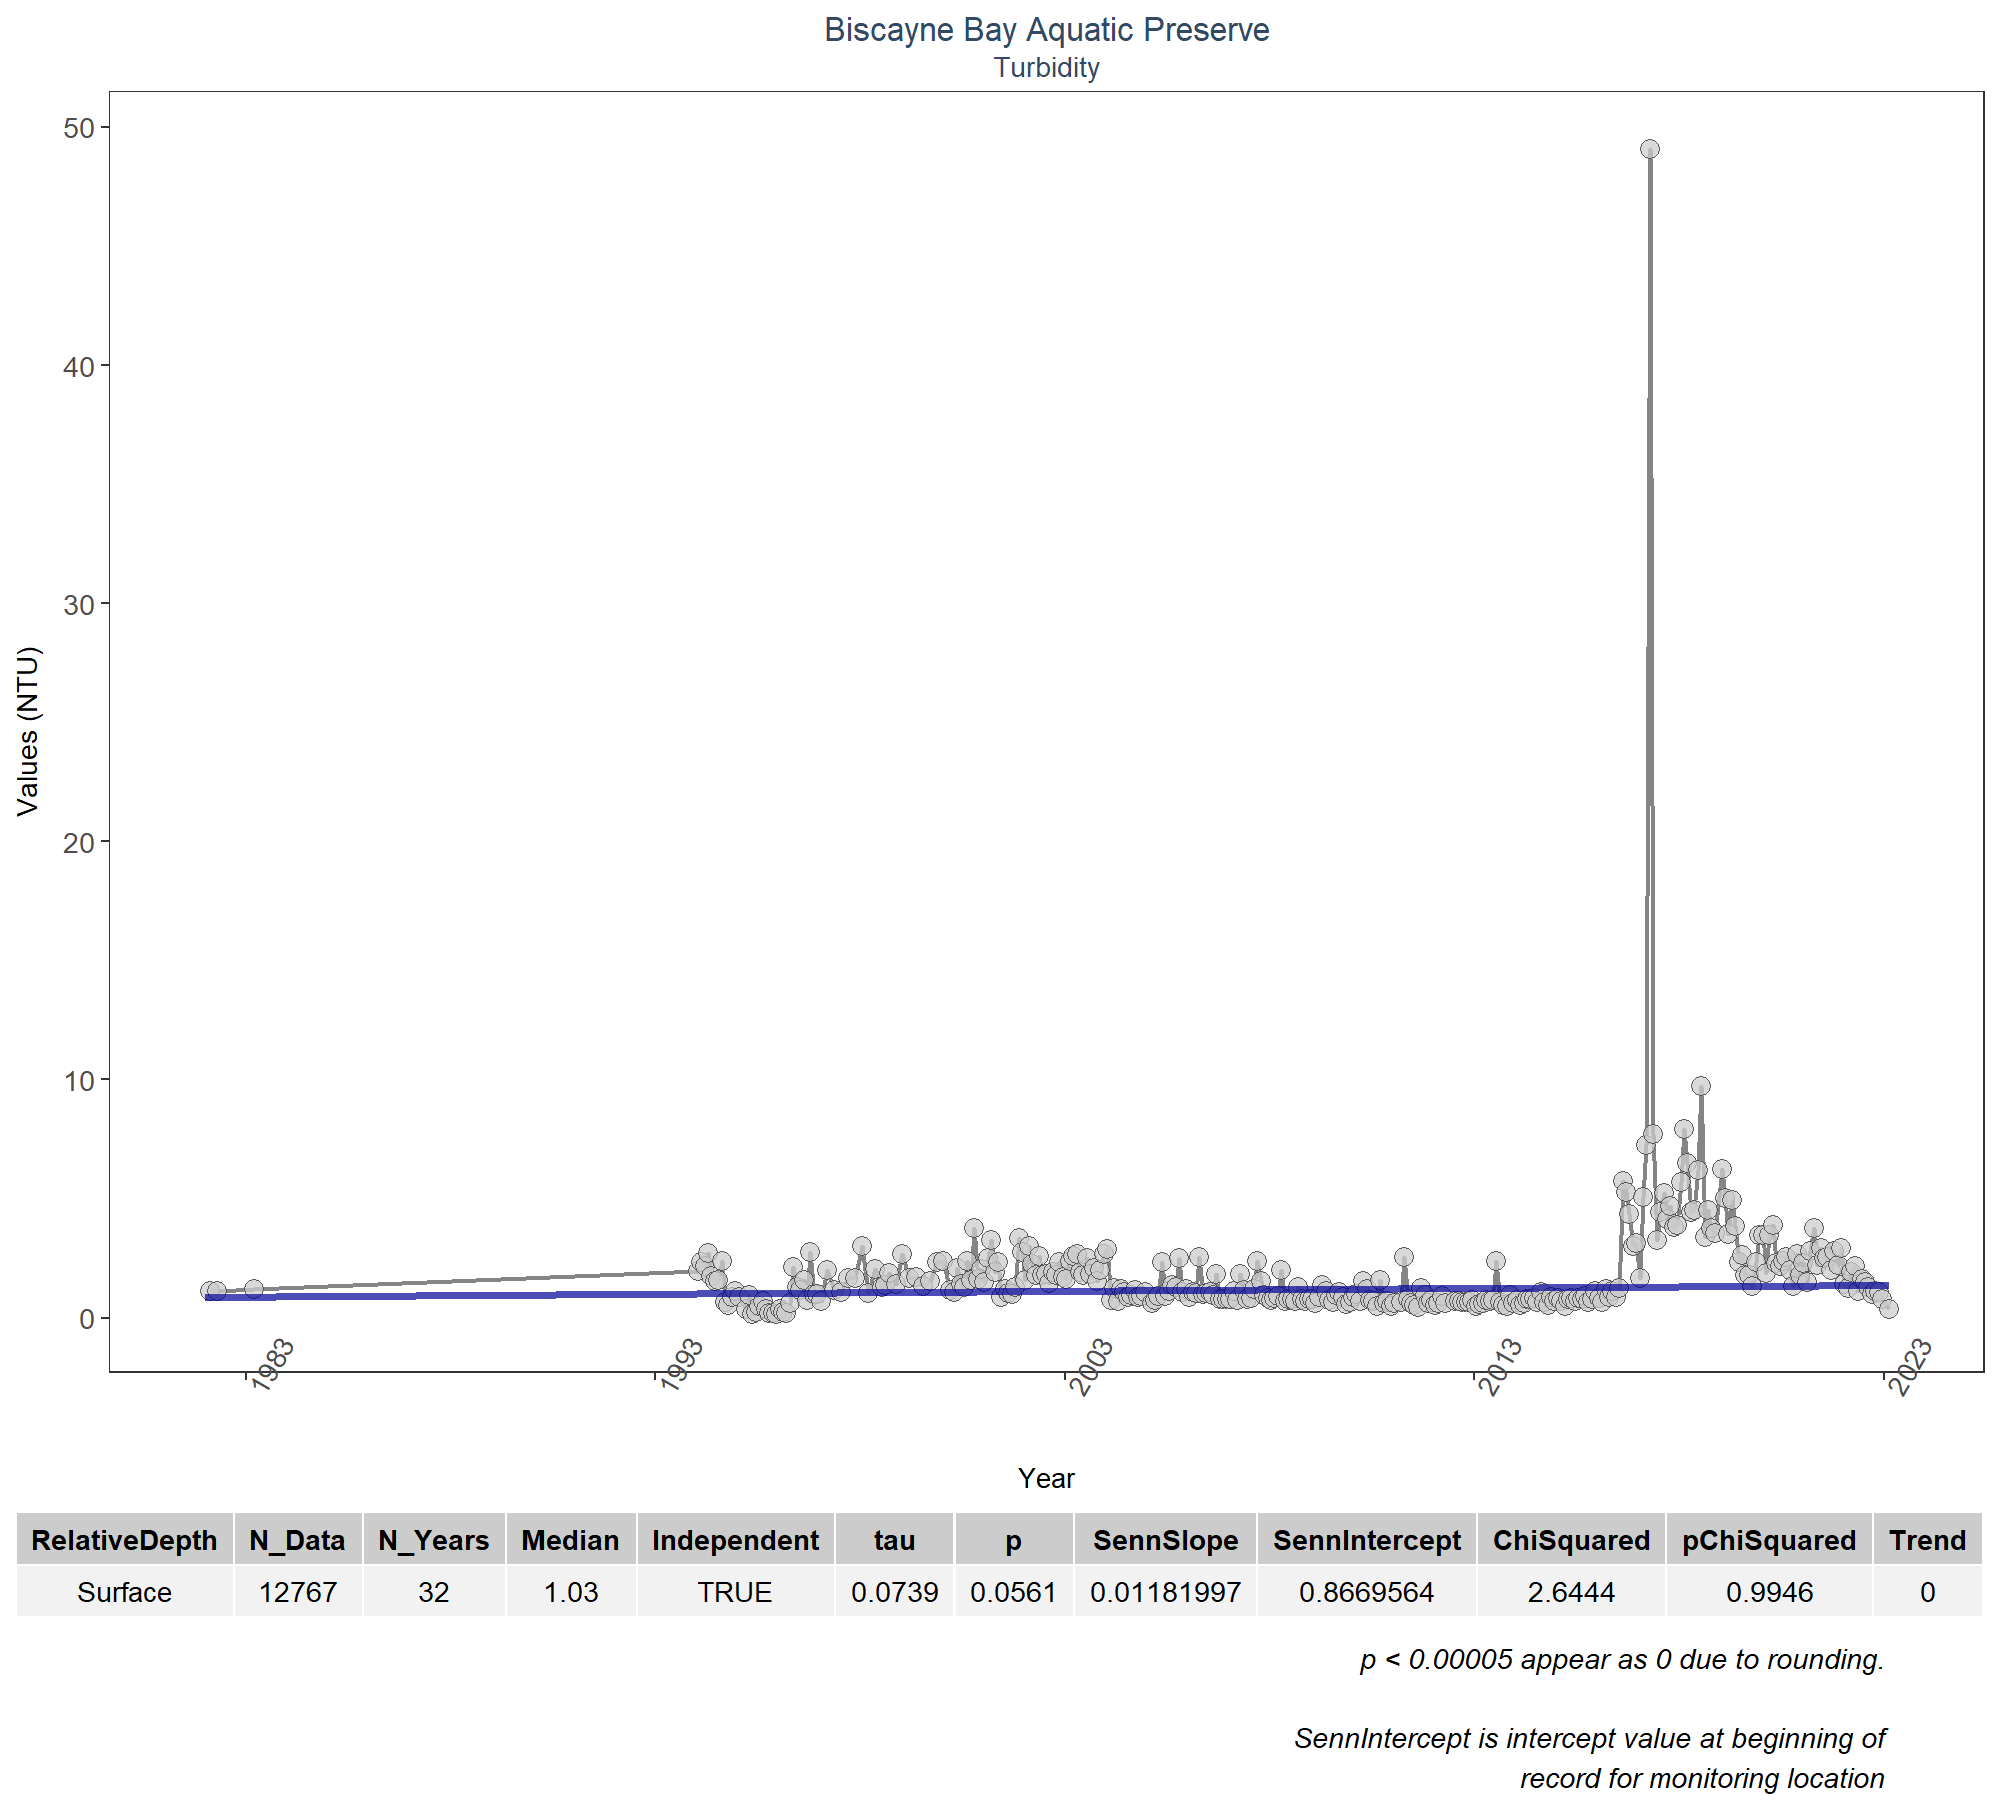 Biscayne Bay Aquatic Preserve
Turbidity
50
40
30
20
10
0
Values (NTU)
1983
1993
2003
2013
2023
Year
RelativeDepth N_Data N_Years Median Independent tau p SennSlope SennIntercept ChiSquared pChiSquared Trend
Surface 12767 32 1.03 TRUE 0.0739 0.0561 0.01181997 0.8669564 2.6444 0.9946 0
p < 0.00005 appear as 0 due to rounding.
SennIntercept is intercept value at beginning of
record for monitoring location